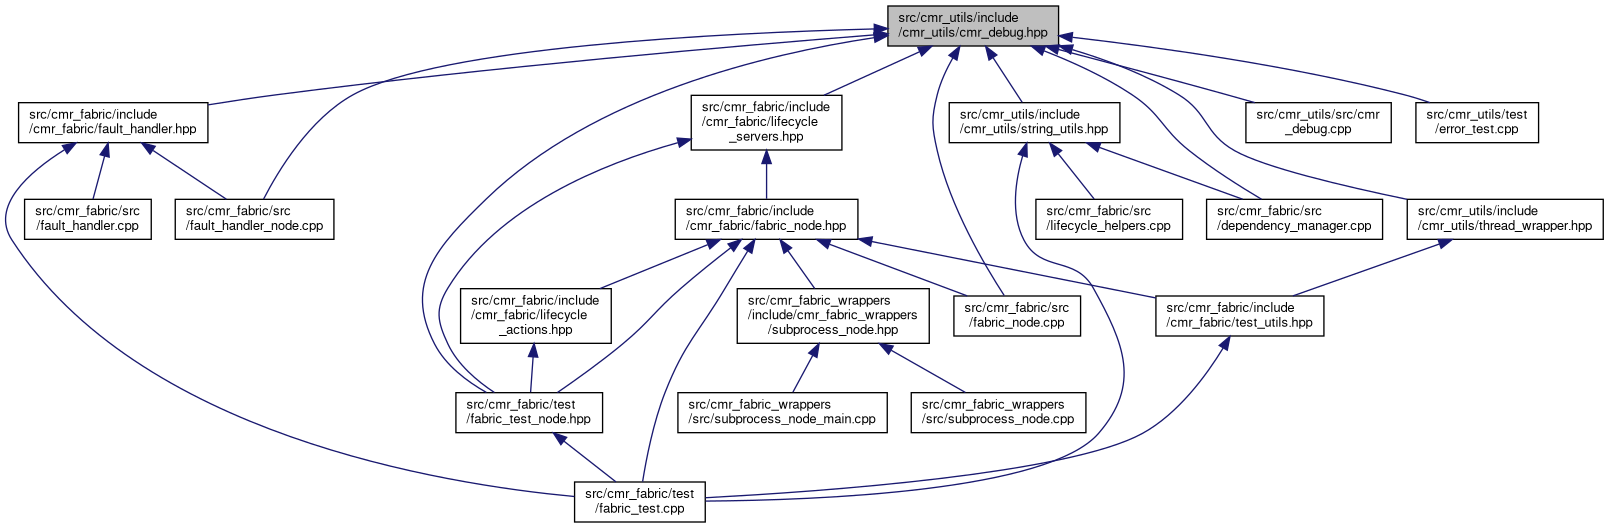 src/cmr_utils/include
/cmr_utils/cmr_debug.hpp
src/cmr_fabric/include
/cmr_fabric/fault_handler.hpp
src/cmr_fabric/include
/cmr_fabric/lifecycle
_servers.hpp
src/cmr_utils/include
/cmr_utils/string_utils.hpp
src/cmr_utils/src/cmr
_debug.cpp
src/cmr_utils/test
/error_test.cpp
src/cmr_fabric/src
/fault_handler.cpp
src/cmr_fabric/src
/fault_handler_node.cpp
src/cmr_fabric/include
/cmr_fabric/fabric_node.hpp
src/cmr_fabric/src
/lifecycle_helpers.cpp
src/cmr_fabric/src
/dependency_manager.cpp
src/cmr_utils/include
/cmr_utils/thread_wrapper.hpp
src/cmr_fabric/include
/cmr_fabric/lifecycle
_actions.hpp
src/cmr_fabric_wrappers
/include/cmr_fabric_wrappers
/subprocess_node.hpp
src/cmr_fabric/src
/fabric_node.cpp
src/cmr_fabric/include
/cmr_fabric/test_utils.hpp
src/cmr_fabric/test
/fabric_test_node.hpp
src/cmr_fabric_wrappers
/src/subprocess_node_main.cpp
src/cmr_fabric_wrappers
/src/subprocess_node.cpp
src/cmr_fabric/test
/fabric_test.cpp